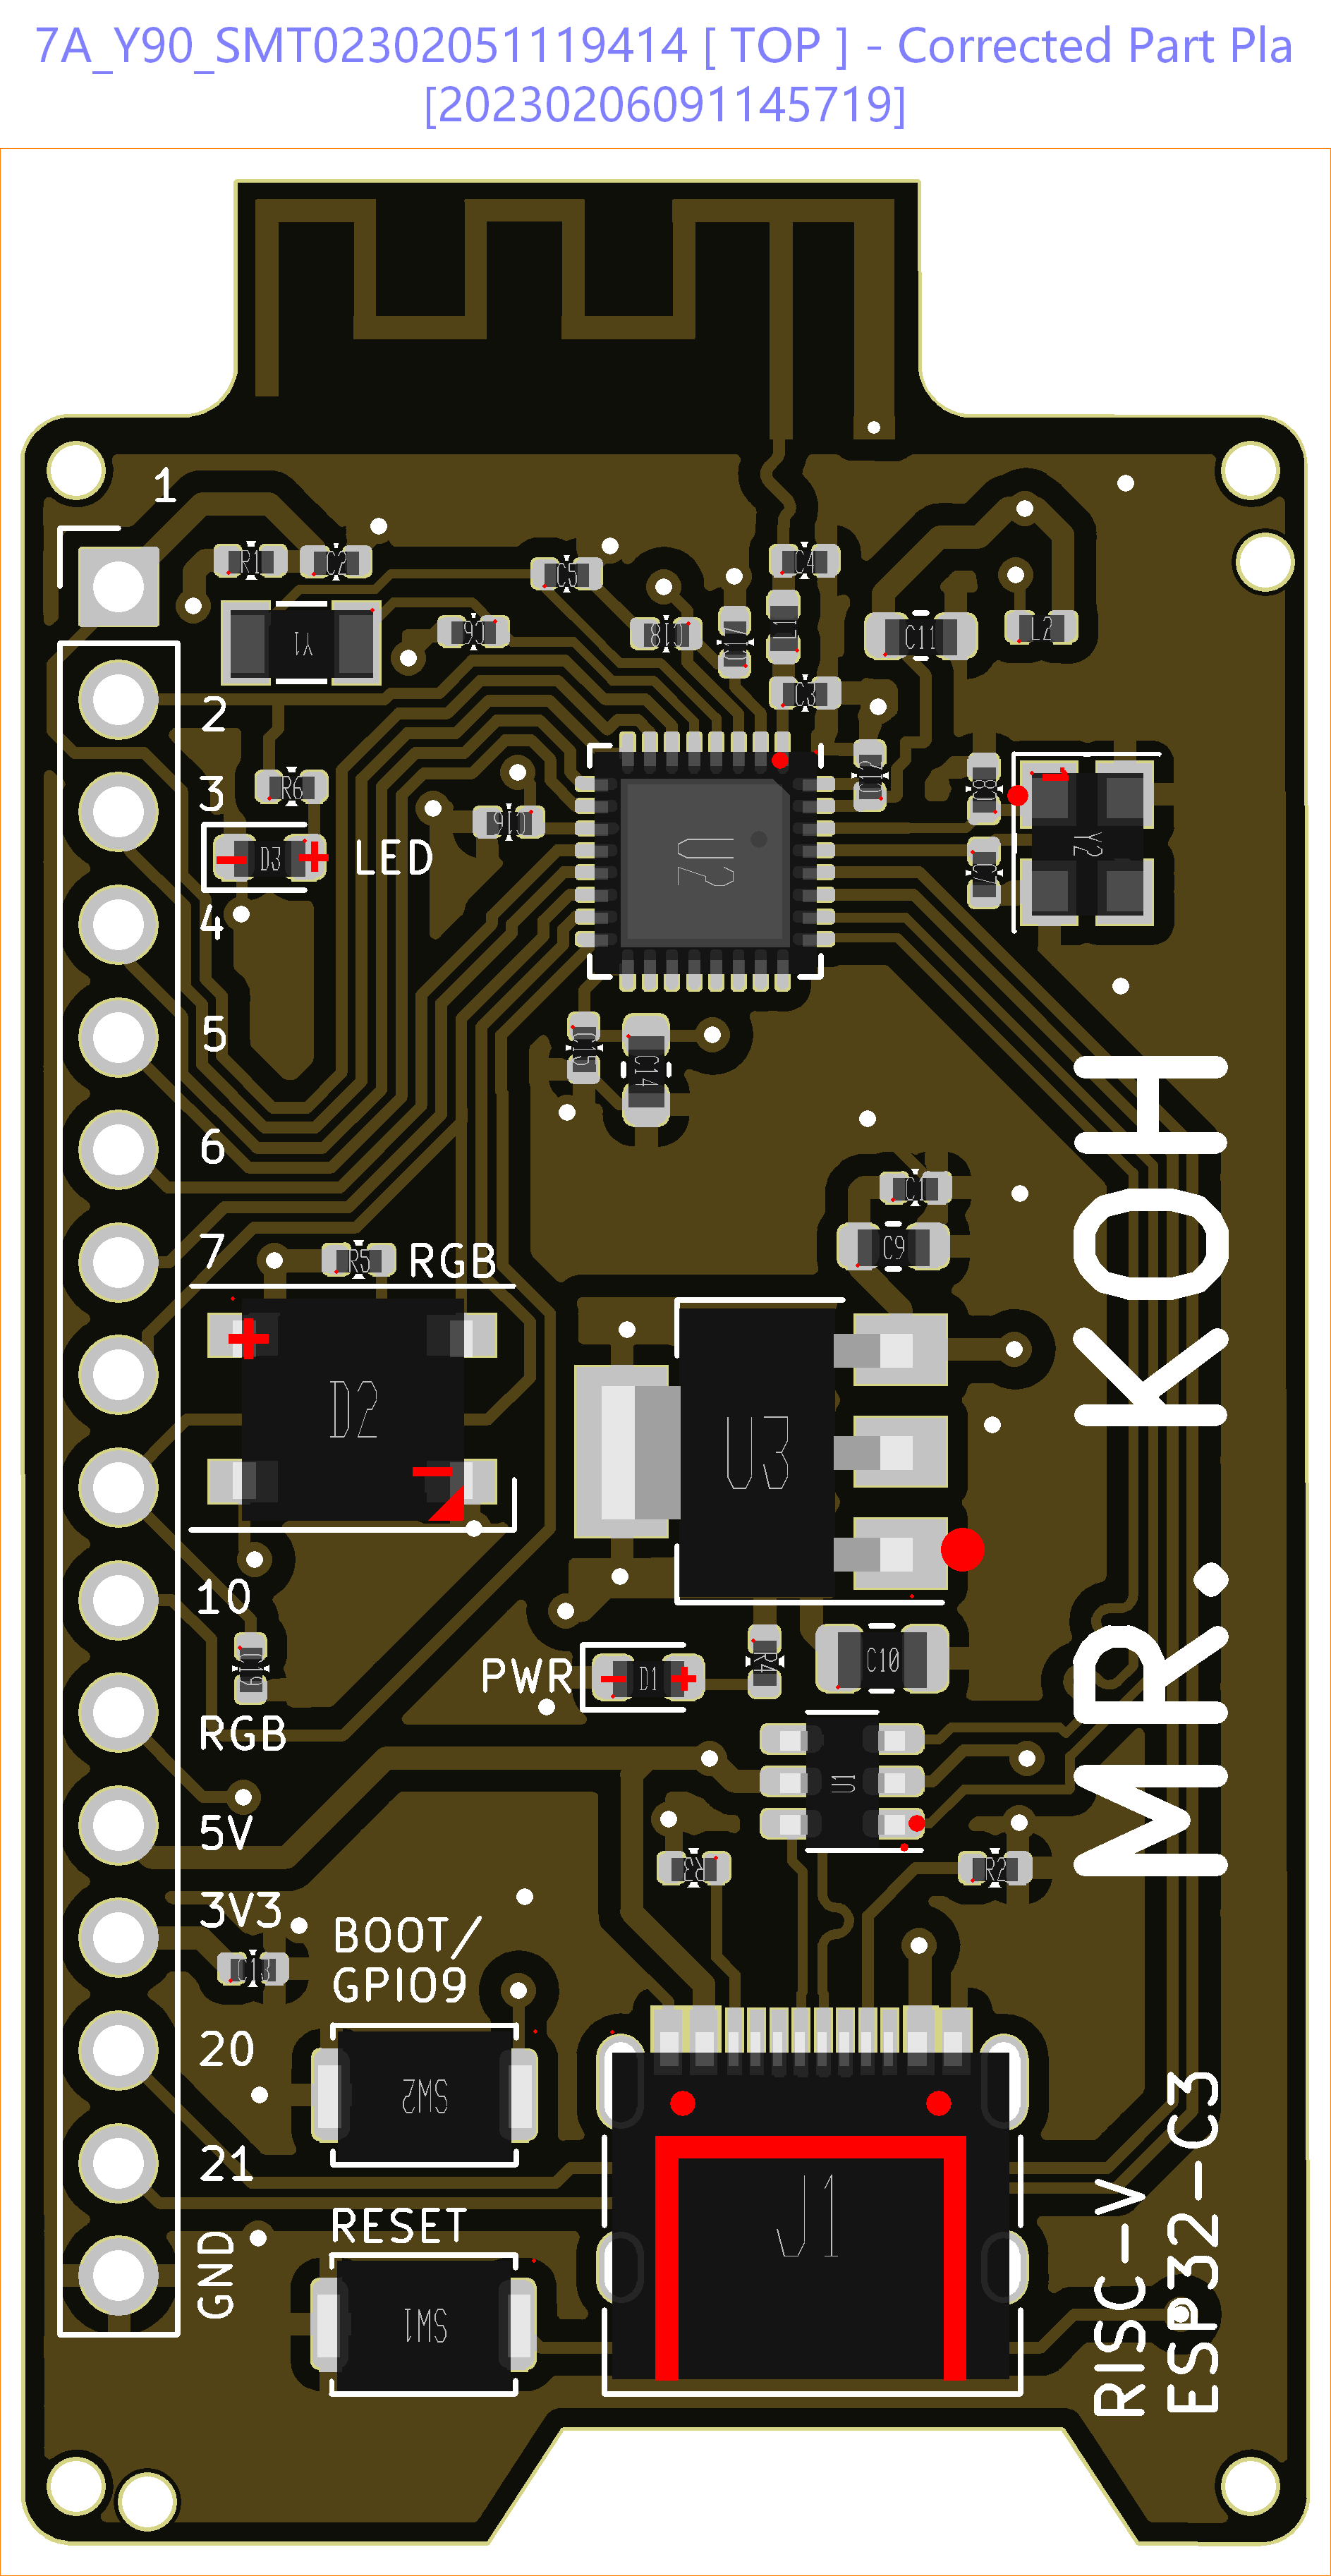 7A_Y90_SMT02302051119414 [ TOP ] - Corrected Part Pla
[20230206091145719]
1
R1
C2
C5
C4
Y1
C6
C18
C17
L1
C11
L2
2
C3
3
R6
C12
C8
D3
LED
C16
U2
Y2
C7
4
5
C15
C14
6
C1
7
R5
RGB
C9
D2
U3
MR. KOH
10
C19
PWR
D1
R4
C10
RGB
U1
5V
R3
R2
3V3
BOOT/
GPIO9
C13
20
SW2
21
J1
RESET
GND
SW1
RISC-V
ESP32-C3